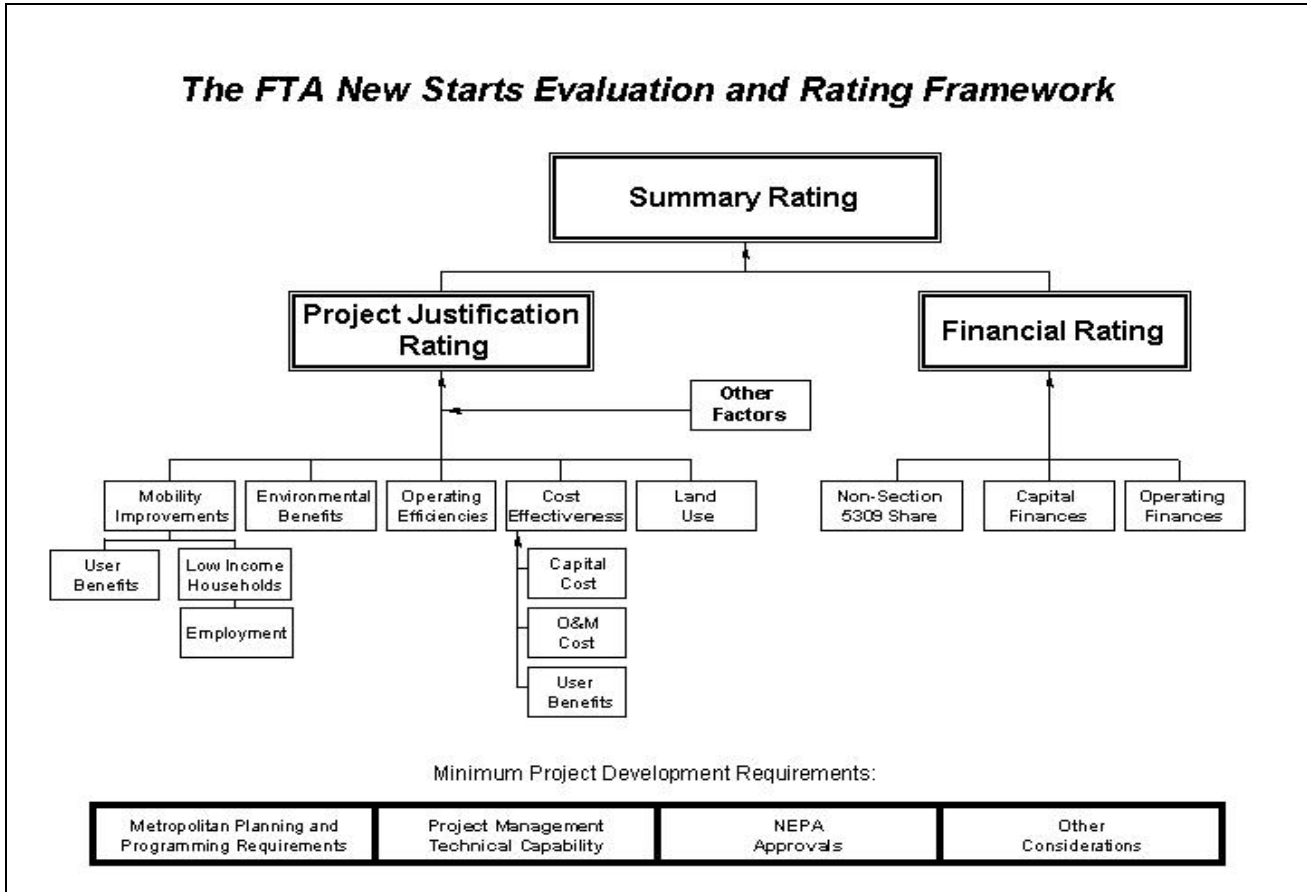 The FTA New Starts Evaluation and Rating Framework
Summary Rating
Project Justification
Rating
Financial Rating
Other
Factors
Mobility
Improvements
Environmental
Benefits
Operating
Efficiencies
Cost
Effectiveness
Land
Use
Non-Section
5309 Share
Capital
Finances
Operating
Finances
User
Benefits
Low Income
Households
Employment
Capital
Cost
O&M
Cost
User
Benefits
Minimum Project Development Requirements:
Metropolitan Planning and
Programming Requirements
Project Management
Technical Capability
NEPA
Approvals
Other
Considerations